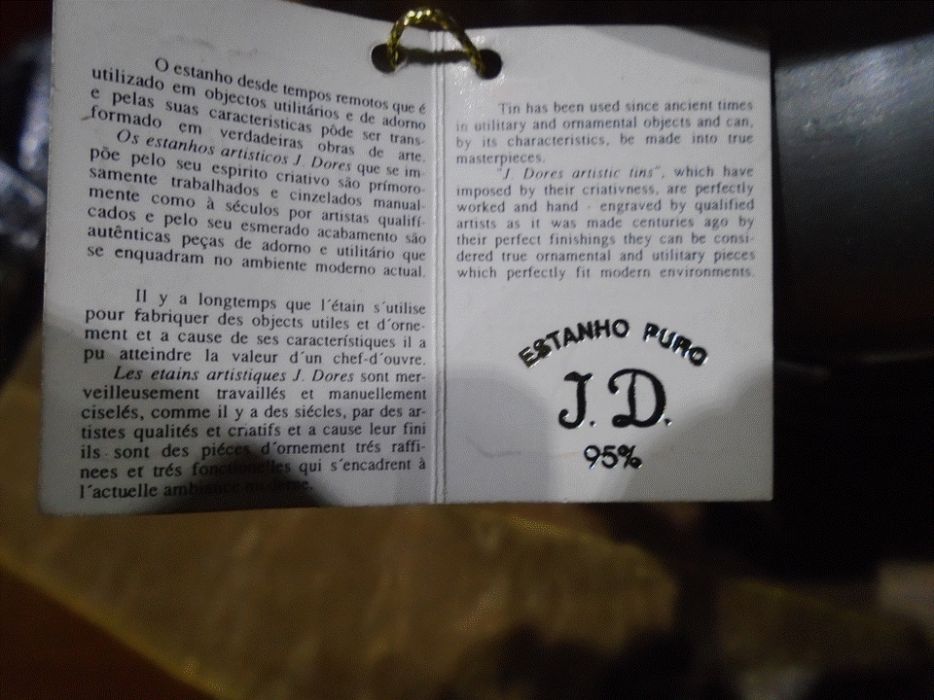 O estanho desde tempos remotos que é
utilizado em objectos utilitários e de adorno
e pelas suas caracteristicas pôde ser trans-
formado em verdadeiras obras de arte.
Os estanhos artisticos J. Dores que se im-
põe pelo seu espirito criativo são prímoro-
samente trabalhados e cinzelados manual-
mente como à séculos por artistas qualifí-
cados e pelo seu esmerado acabamento são
autênticas peças de adorno e utilitário que
se enquadram no ambiente moderno actual.
Il y a longtemps que l´étain s´utilise
pour fabriquer des objects utiles et d´orne-
ment et a cause de ses caractéristiques il a
pu atteindre la valeur d´un chef-d´ouvre.
Les etains artistiques J. Dores sont mer-
veilleusement travaillés et manuellement
ciselés, comme il y a des siécles, par des ar-
tistes qualités et criatifs et a cause leur fini
ils sont des piéces d´ornement trés raffi-
nees et trés fonctionelles qui s´encadrent à
l´actuelle ambiance moderne.
Tin has been used since ancient times
in utilitary and ornamental objects and can,
by its characteristics, be made into true
masterpieces.
"J. Dores artistic tins", which have
imposed by their criativness, are perfectly
worked and hand - engraved by qualified
artists as it was made centuries ago by
their perfect finishings they can be consi-
dered true ornamental and utilitary pieces
which perfectly fit modern environments.
ESTANHO PURO
J. D.
95%